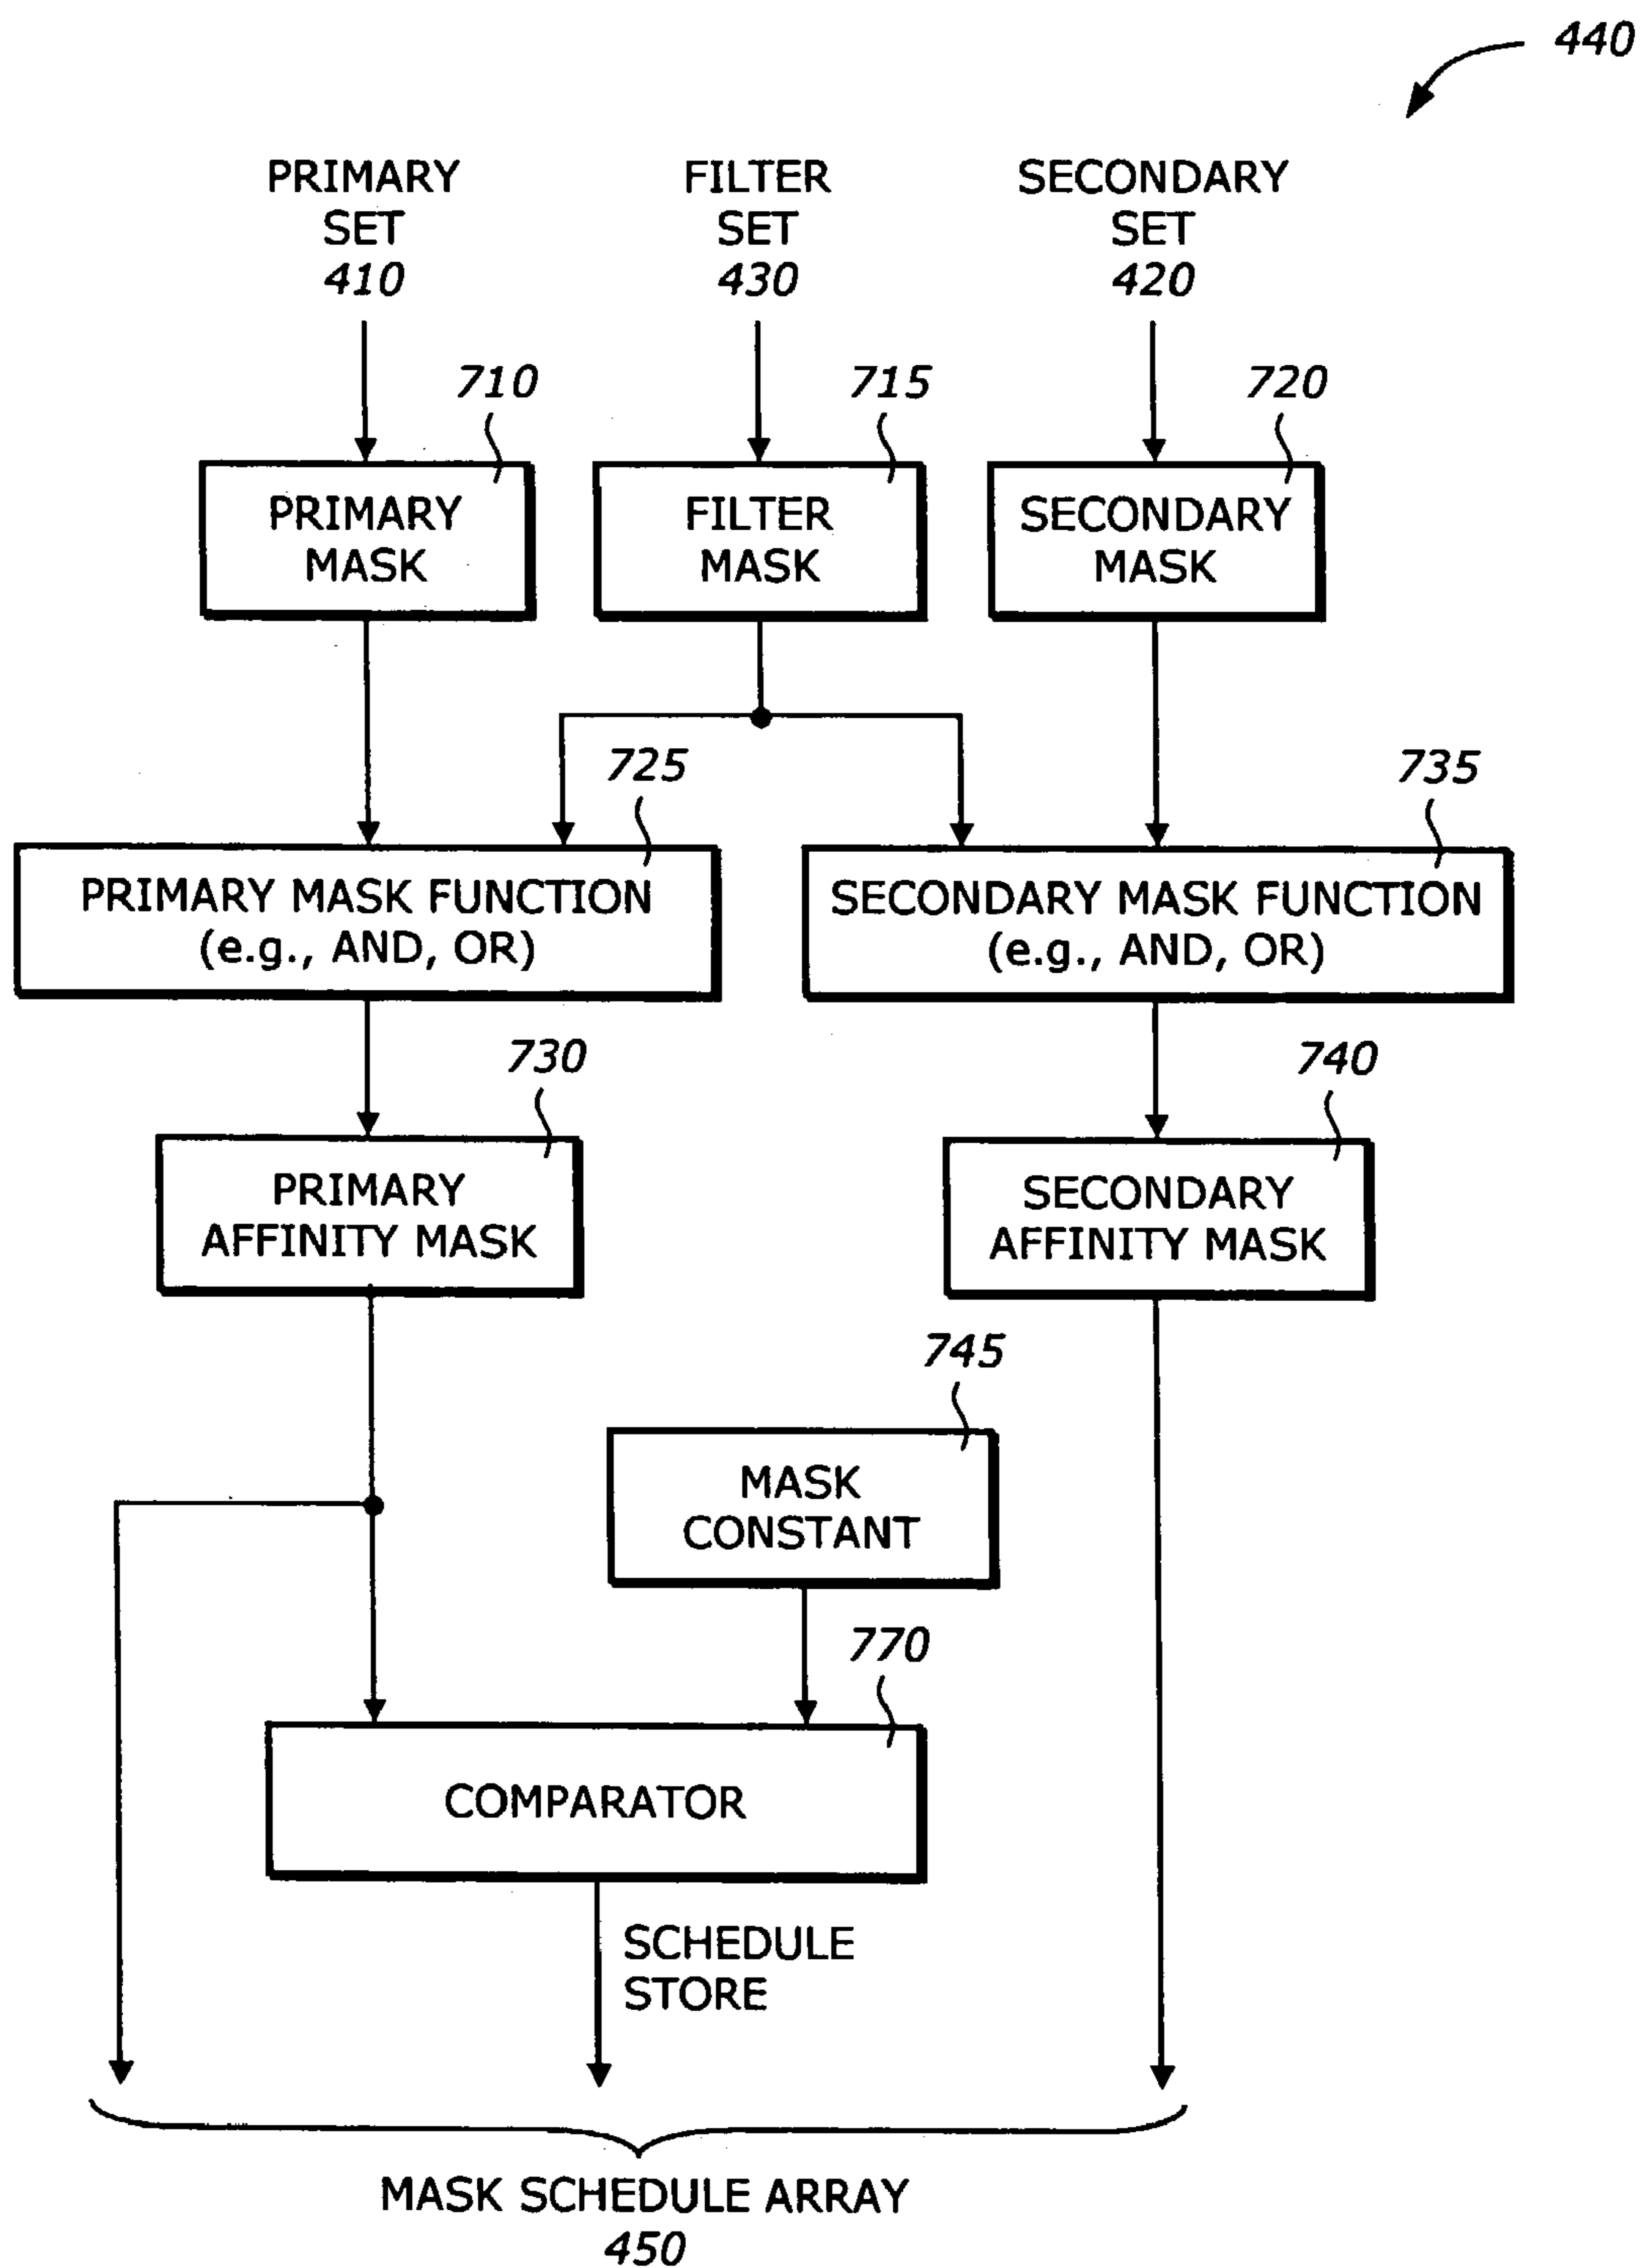 440
PRIMARY
SET
410
FILTER
SET
430
SECONDARY
SET
420
710
715
720
PRIMARY
MASK
FILTER
MASK
SECONDARY
MASK
725
735
PRIMARY MASK FUNCTION
(e.g., AND, OR)
SECONDARY MASK FUNCTION
(e.g., AND, OR)
730
740
PRIMARY
AFFINITY MASK
SECONDARY
AFFINITY MASK
745
MASK
CONSTANT
770
COMPARATOR
SCHEDULE
STORE
MASK SCHEDULE ARRAY
450